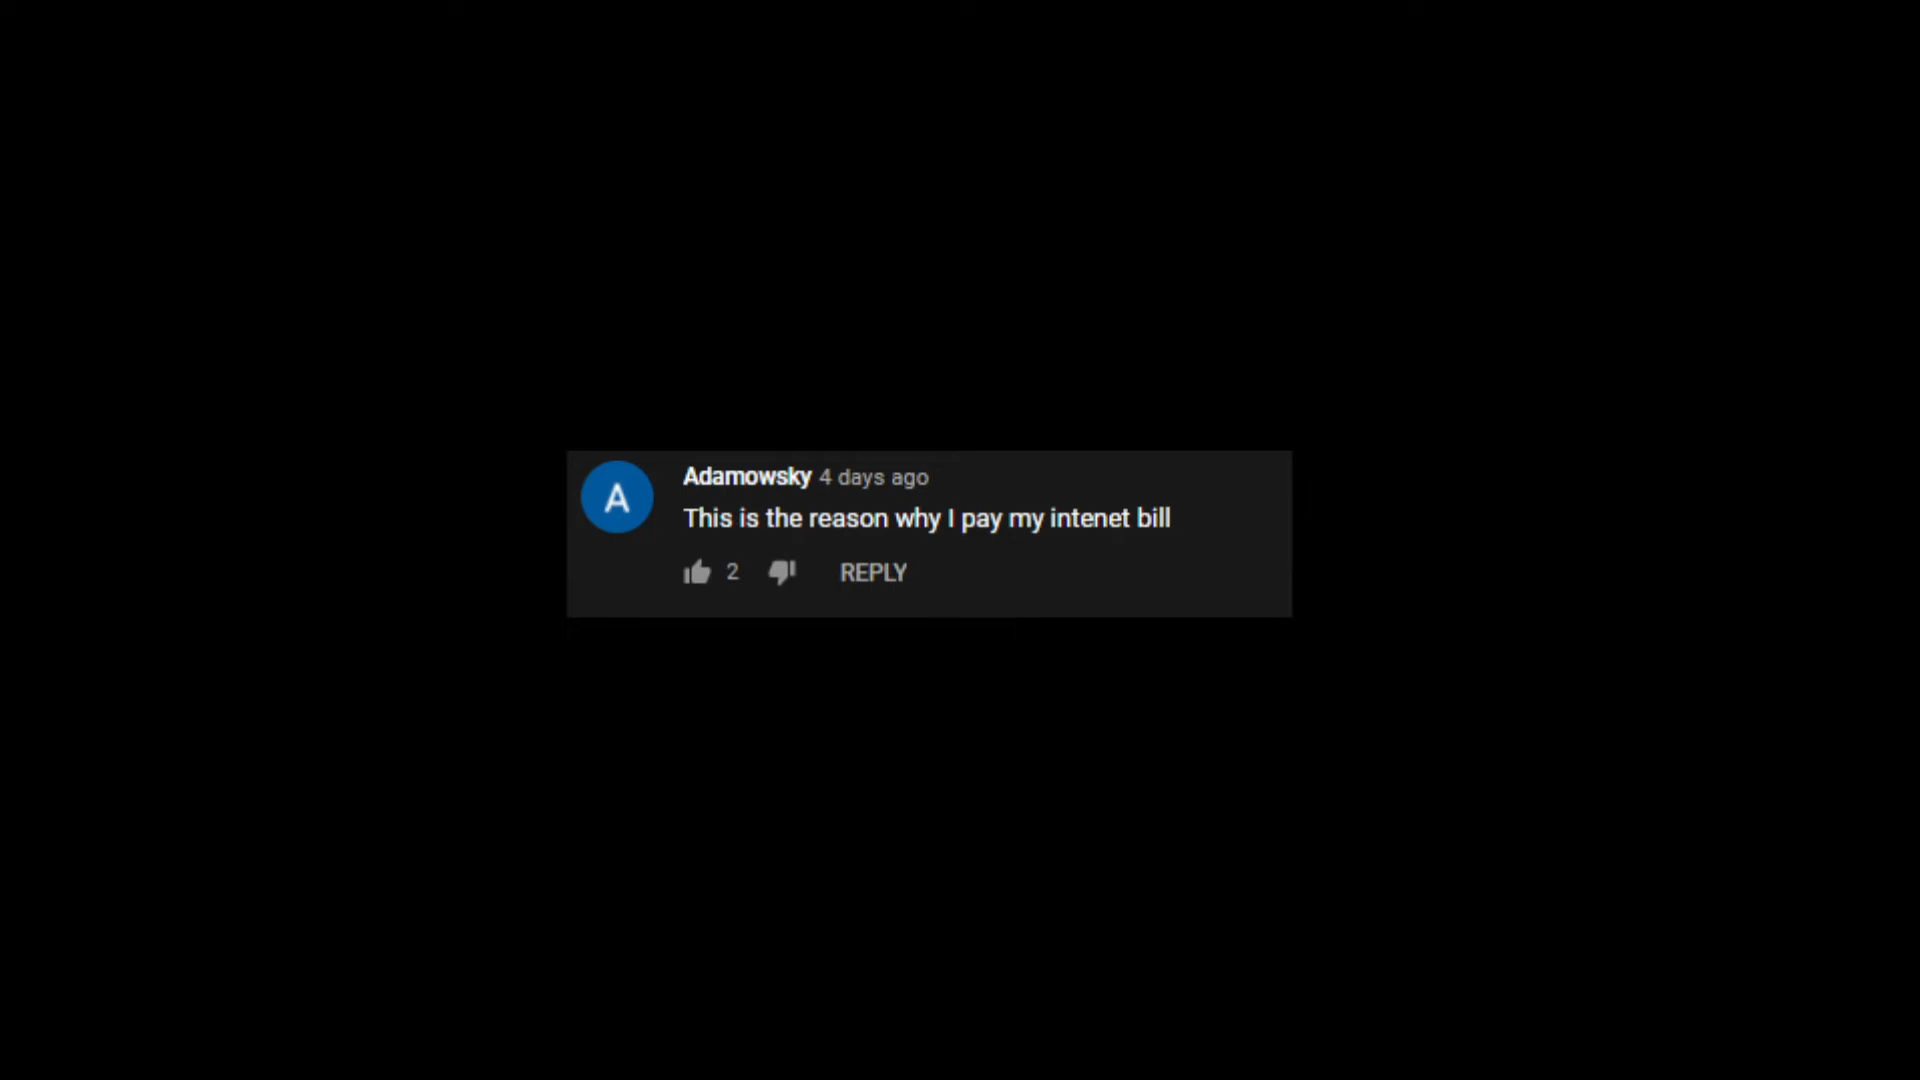 A
Adamowsky 4 days ago
This is the reason why I pay my intenet bill
2 REPLY